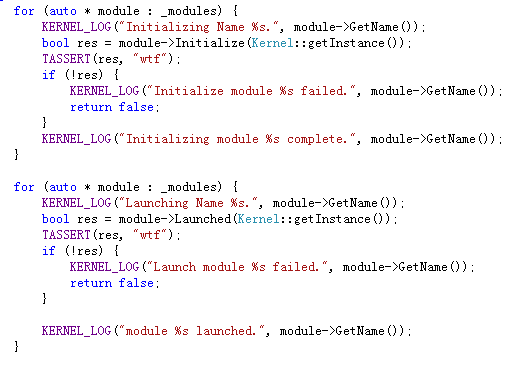 for (auto * module : _modules) {
KERNEL_LOG("Initializing Name %s.", module->GetName());
bool res = module->Initialize(Kernel::getInstance());
TASSERT(res, "wtf");
if (!res) {
KERNEL_LOG("Initialize module %s failed.", module->GetName());
return false;
}
KERNEL_LOG("Initializing module %s complete.", module->GetName());
}
for (auto * module : _modules) {
KERNEL_LOG("Launching Name %s.", module->GetName());
bool res = module->Launched(Kernel::getInstance());
TASSERT(res, "wtf");
if (!res) {
KERNEL_LOG("Launch module %s failed.", module->GetName());
return false;
}
KERNEL_LOG("module %s launched.", module->GetName());
}